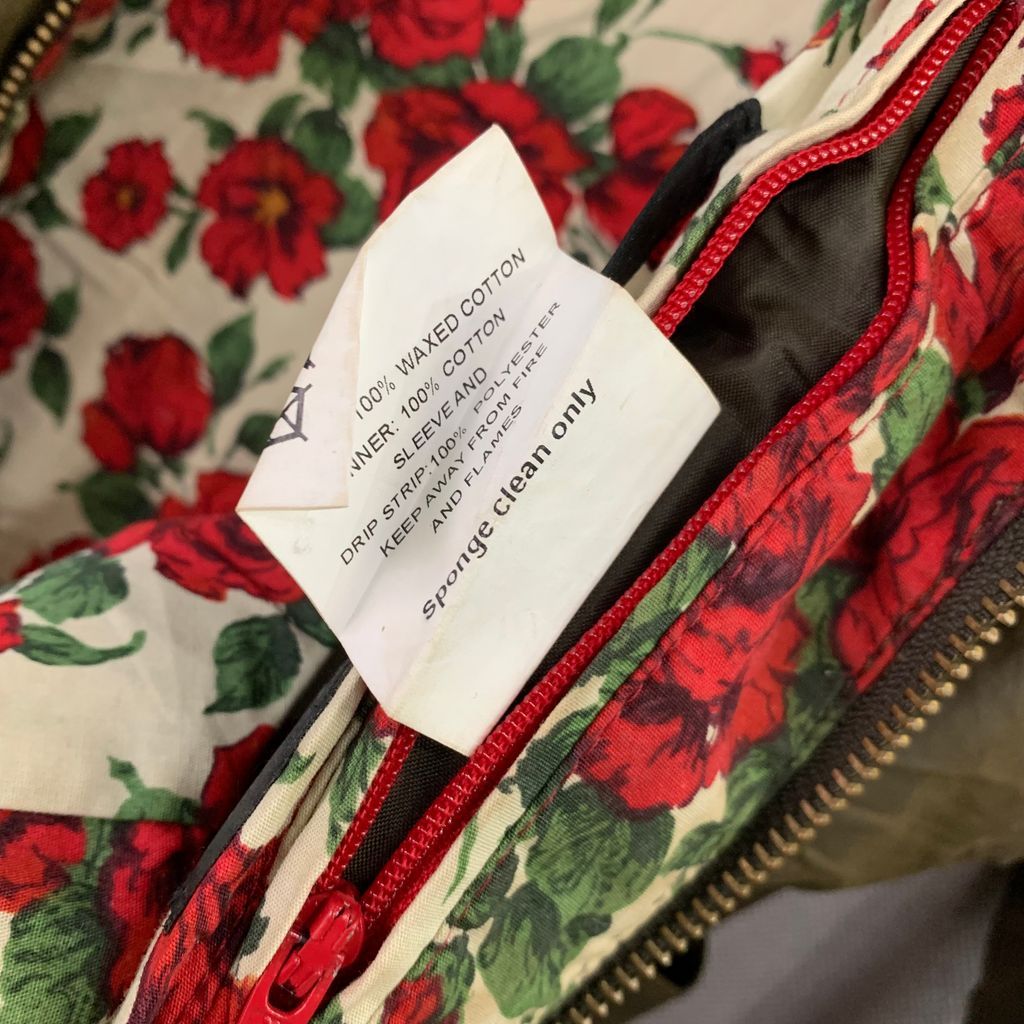 100% WAXED COTTON
NNER: 100% COTTON
SLEEVE AND
DRIP STRIP:100% POLYESTER
KEEP AWAY FROM FIRE
AND FLAMES
sponge clean only